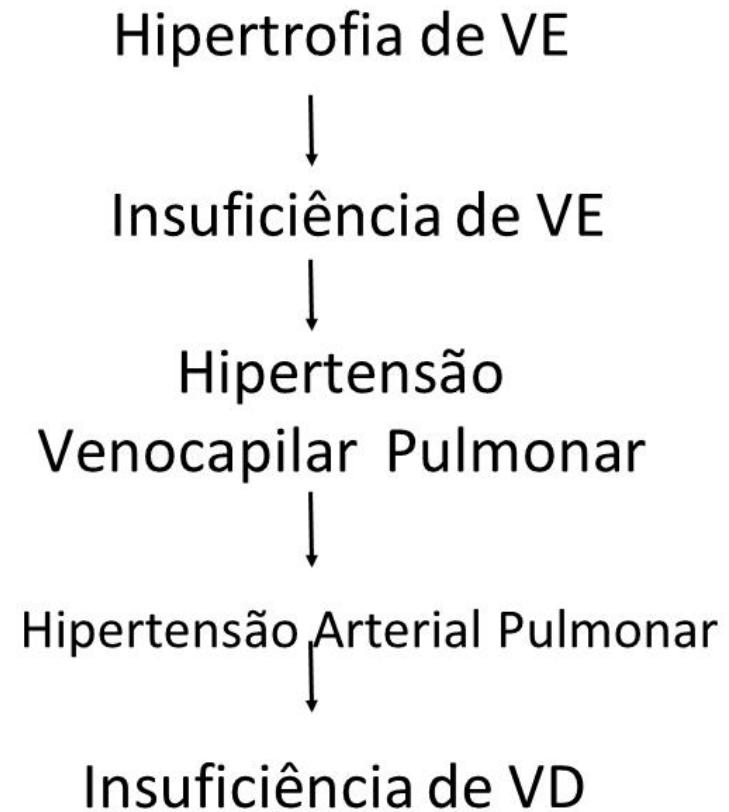 Hipertrofia de VE
Insuficiência de VE
Hipertensão
Venocapilar Pulmonar
Hipertensão Arterial Pulmonar
Insuficiência de VD